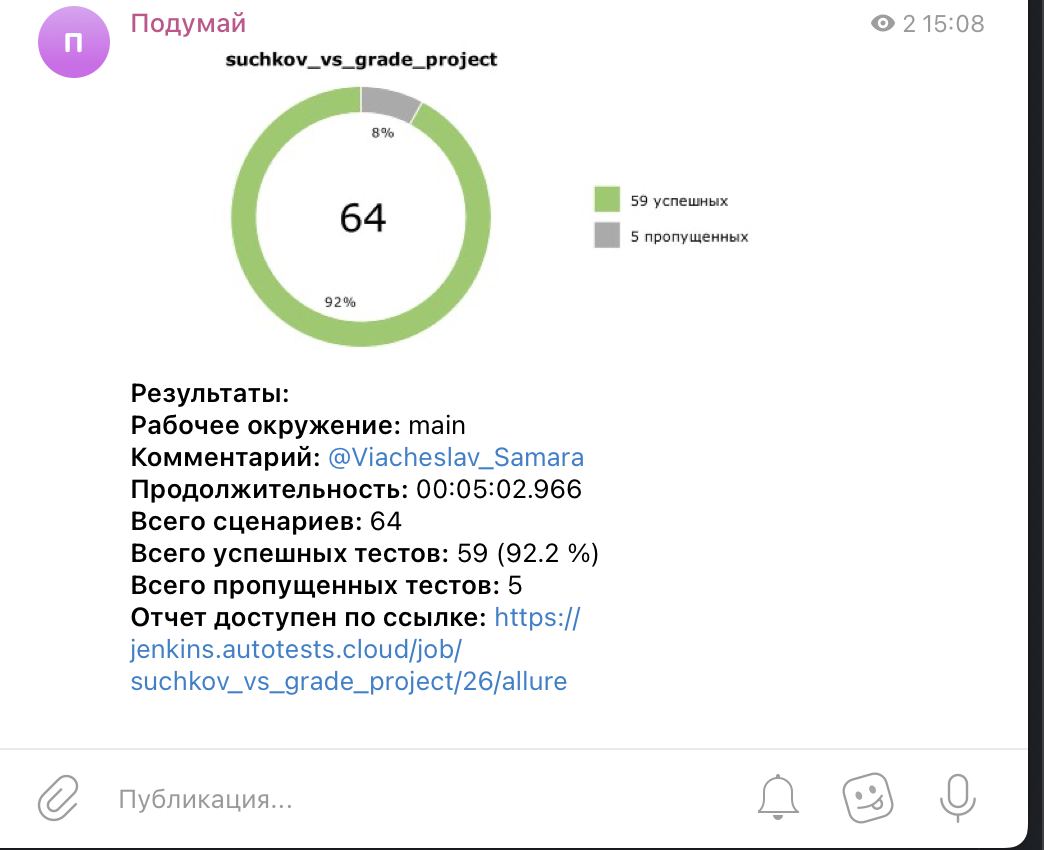 П
Подумай
2 15:08
suchkov_vs_grade_project
8%
64
92%
59 успешных
5 пропущенных
Результаты:
Рабочее окружение: main
Комментарий: @Viacheslav_Samara
Продолжительность: 00:05:02.966
Всего сценариев: 64
Всего успешных тестов: 59 (92.2 %)
Всего пропущенных тестов: 5
Отчет доступен по ссылке: https://
jenkins.autotests.cloud/job/
suchkov_vs_grade_project/26/allure
Публикация...